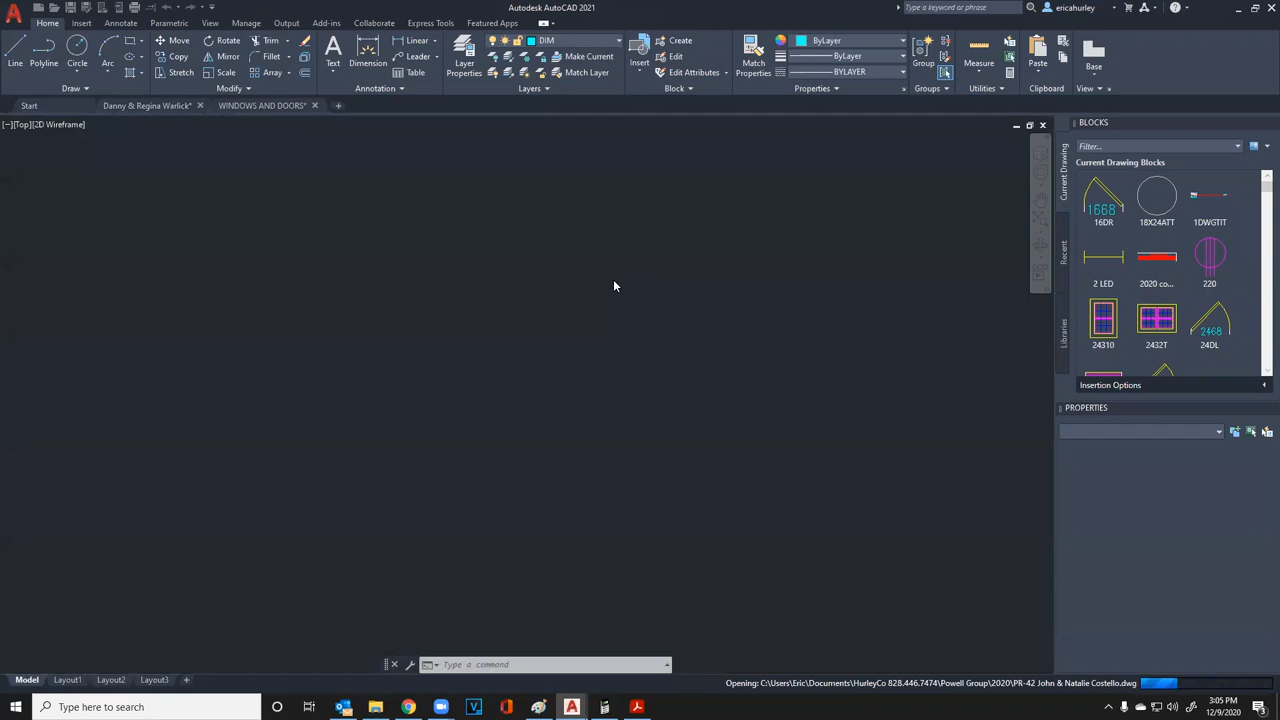 Autodesk AutoCAD 2021
Type a keyword or phrase
ericahurley
Home Insert Annotate Parametric View Manage Output Add-ins Collaborate Express Tools Featured Apps
Line Polyline Circle Arc
Move Rotate Trim
Copy Mirror Fillet
Stretch Scale Array
Text Dimension
Linear
Leader
Table
Layer Properties
DIM
Make Current
Match Layer
Insert
Create
Edit
Edit Attributes
Match Properties
ByLayer
ByLayer
BYLAYER
Group
Measure
Paste
Base
Draw Modify Annotation Layers Block Properties Groups Utilities Clipboard View
Start Danny & Regina Warlick* WINDOWS AND DOORS*
[−][Top][2D Wireframe]
BLOCKS
Filter...
Current Drawing Blocks
Current Drawing
Recent
Libraries
1668
16DR 18X24ATT 1DWGTIT
2 LED 2020 co... 220
2468
24310 2432T 24DL
Insertion Options
PROPERTIES
Type a command
Model Layout1 Layout2 Layout3
Opening: C:\Users\Eric\Documents\HurleyCo 828.446.7474\Powell Group\2020\PR-42 John & Natalie Costello.dwg
Type here to search
3:05 PM
12/9/2020